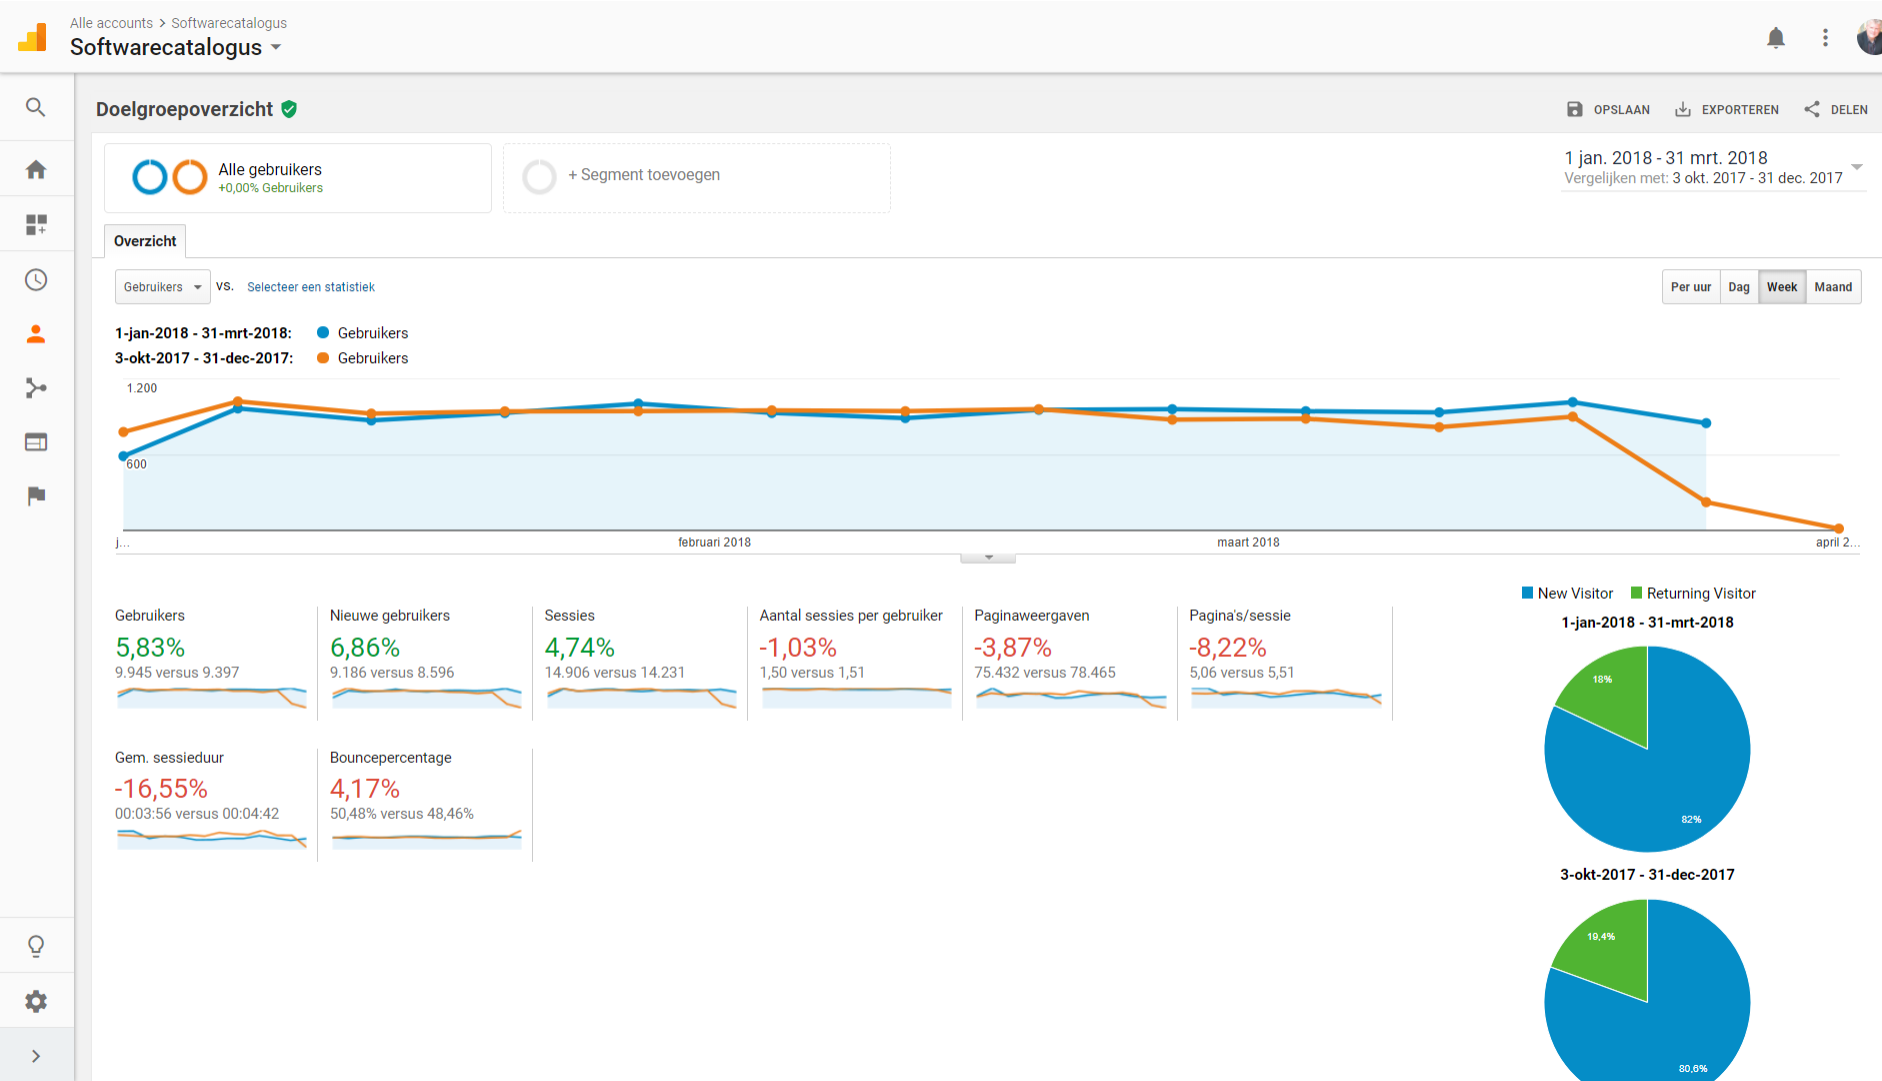 Alle accounts > Softwarecatalogus
Softwarecatalogus
Doelgroepoverzicht
OPSLAAN
EXPORTEREN
DELEN
Alle gebruikers
+0,00% Gebruikers
+ Segment toevoegen
1 jan. 2018 - 31 mrt. 2018
Vergelijken met: 3 okt. 2017 - 31 dec. 2017
Overzicht
Gebruikers
VS.
Selecteer een statistiek
Per uur
Dag
Week
Maand
1-jan-2018 - 31-mrt-2018:
Gebruikers
3-okt-2017 - 31-dec-2017:
Gebruikers
1.200
600
j...
februari 2018
maart 2018
april 2...
Gebruikers
5,83%
9.945 versus 9.397
Nieuwe gebruikers
6,86%
9.186 versus 8.596
Sessies
4,74%
14.906 versus 14.231
Aantal sessies per gebruiker
-1,03%
1,50 versus 1,51
Paginaweergaven
-3,87%
75.432 versus 78.465
Pagina's/sessie
-8,22%
5,06 versus 5,51
Gem. sessieduur
-16,55%
00:03:56 versus 00:04:42
Bouncepercentage
4,17%
50,48% versus 48,46%
New Visitor
Returning Visitor
1-jan-2018 - 31-mrt-2018
18%
82%
3-okt-2017 - 31-dec-2017
19,4%
80,6%